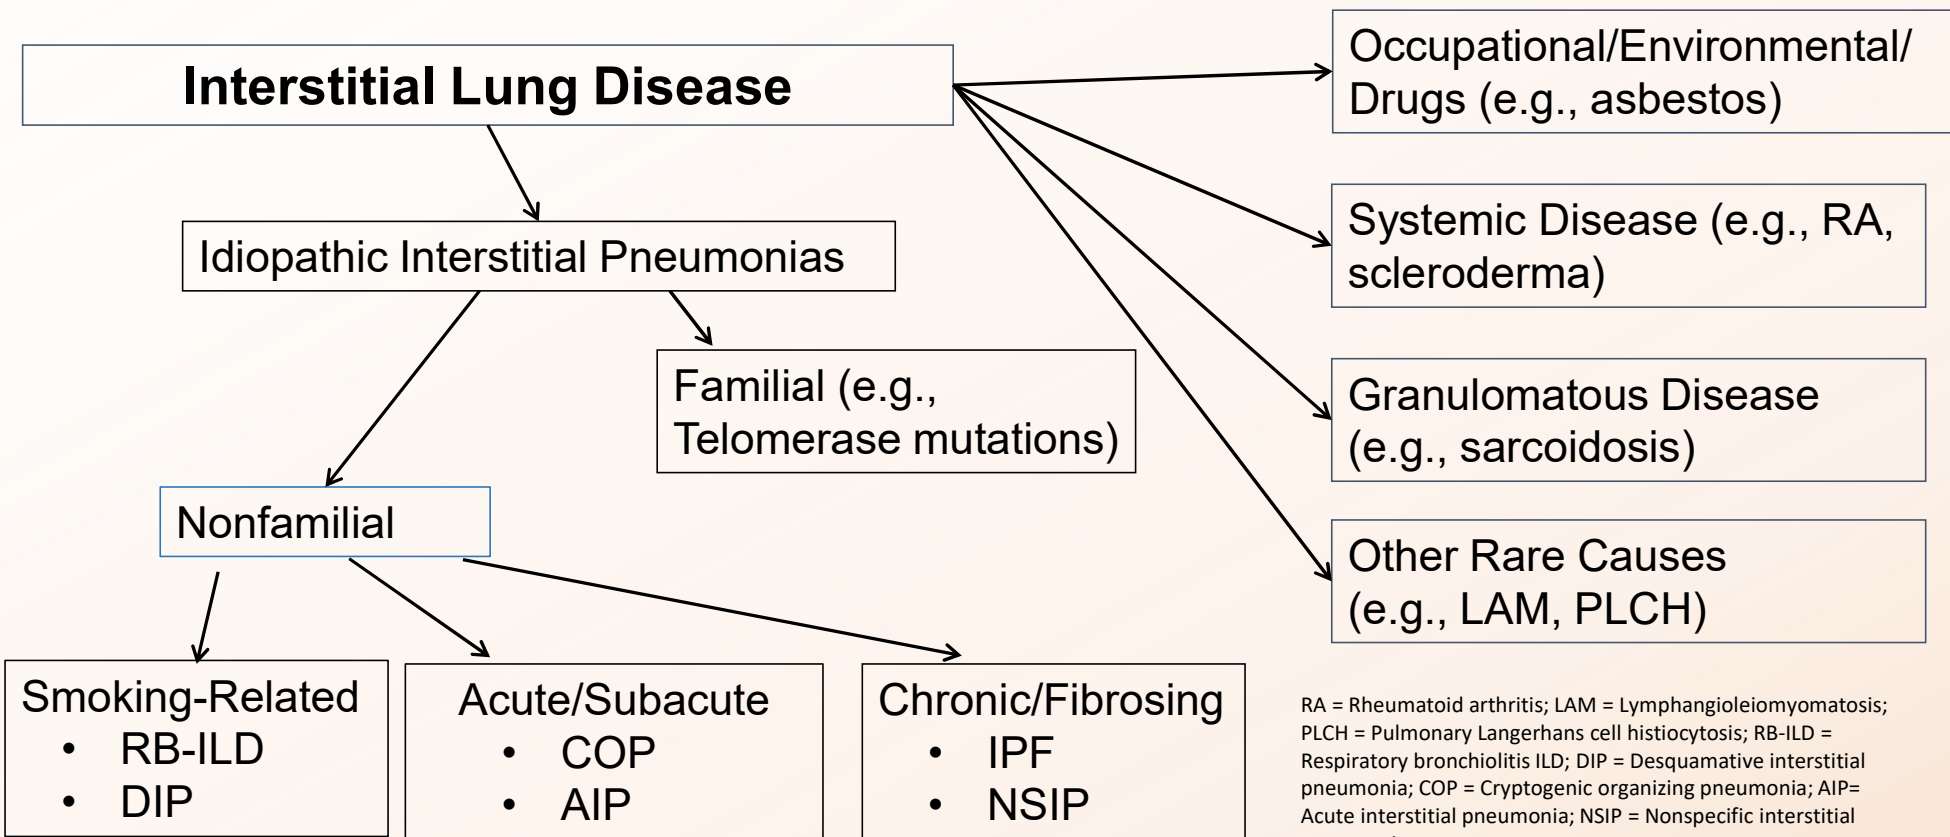 Interstitial Lung Disease
Occupational/Environmental/
Drugs (e.g., asbestos)
Idiopathic Interstitial Pneumonias
Systemic Disease (e.g., RA,
scleroderma)
Familial (e.g.,
Telomerase mutations)
Granulomatous Disease
(e.g., sarcoidosis)
Nonfamilial
Other Rare Causes
(e.g., LAM, PLCH)
Smoking-Related
• RB-ILD
• DIP
Acute/Subacute
• COP
• AIP
Chronic/Fibrosing
• IPF
• NSIP
RA = Rheumatoid arthritis; LAM = Lymphangioleiomyomatosis;
PLCH = Pulmonary Langerhans cell histiocytosis; RB-ILD =
Respiratory bronchiolitis ILD; DIP = Desquamative interstitial
pneumonia; COP = Cryptogenic organizing pneumonia; AIP=
Acute interstitial pneumonia; NSIP = Nonspecific interstitial